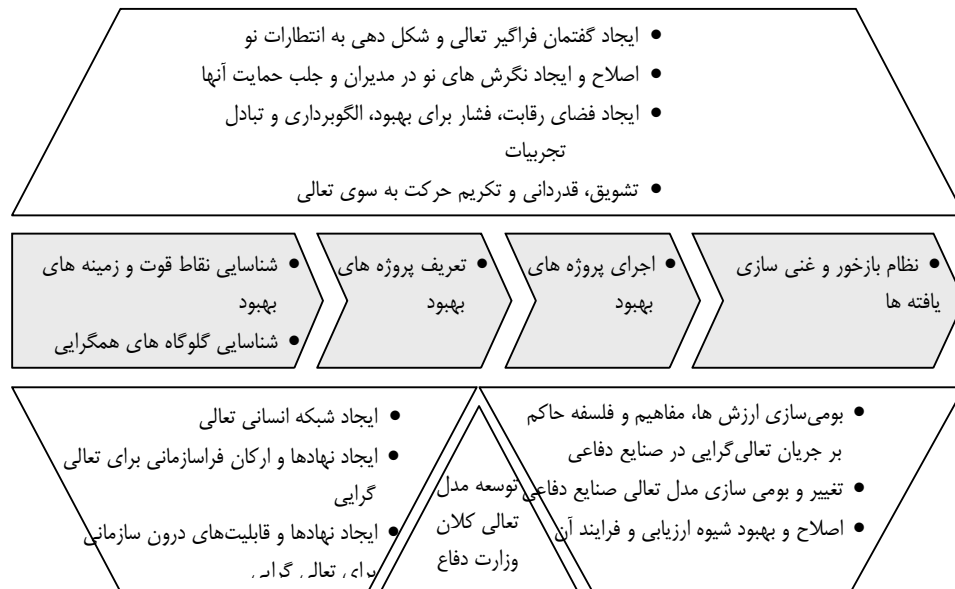 • ایجاد گفتمان فراگیر تعالی و شکل دهی به انتظارات نو
• اصلاح و ایجاد نگرش های نو در مدیران و جلب حمایت آنها
• ایجاد فضای رقابت، فشار برای بهبود، الگوبرداری و تبادل
تجربیات
• تشویق، قدردانی و تکریم حرکت به سوی تعالی
• شناسایی نقاط قوت و زمینه های
بهبود
• شناسایی گلوگاه های همگرایی
• تعریف پروژه های
بهبود
• اجرای پروژه های
بهبود
• نظام بازخور و غنی سازی
یافته ها
• بومی‌سازی ارزش ها، مفاهیم و فلسفه حاکم
بر جریان تعالی‌گرایی در صنایع دفاعی
• تغییر و بومی سازی مدل تعالی صنایع دفاعی
• اصلاح و بهبود شیوه ارزیابی و فرایند آن
توسعه مدل
تعالی کلان
وزارت دفاع
• ایجاد شبکه انسانی تعالی
• ایجاد نهادها و ارکان فراسازمانی برای تعالی
گرایی
• ایجاد نهادها و قابلیت‌های درون سازمانی
برای تعالی گرایی